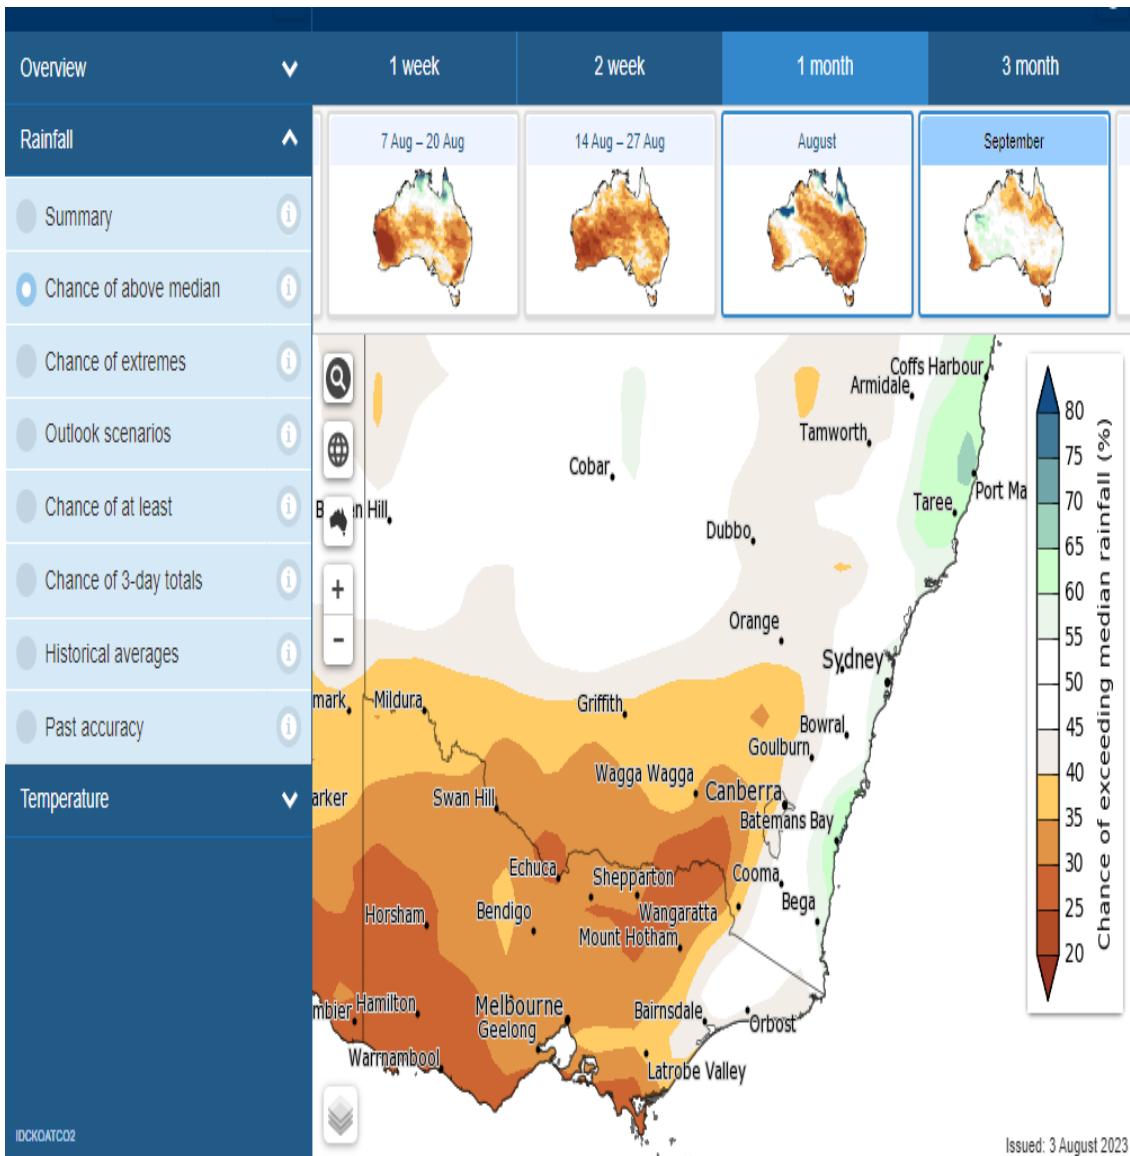 Overview
1 week
2 week
1 month
3 month
Rainfall
7 Aug – 20 Aug
14 Aug – 27 Aug
August
September
Summary
Chance of above median
Chance of extremes
Outlook scenarios
Chance of at least
Chance of 3-day totals
Historical averages
Past accuracy
Temperature
IDCKOATCO2
Coffs Harbour
Armidale
Tamworth
Cobar
Port Ma
Taree
B
n Hill
Dubbo
Orange
Sydney
mark
Mildura
Griffith
Bowral
Goulburn
Wagga Wagga
Canberra
arker
Swan Hill
Batemans Bay
Echuca
Shepparton
Cooma
Bega
Horsham
Bendigo
Wangaratta
Mount Hotham
mbier
Hamilton
Melbourne
Geelong
Bairnsdale
Orbost
Warrnambool
Latrobe Valley
80
75
70
65
60
55
50
45
40
35
30
25
20
Chance of exceeding median rainfall (%)
Issued: 3 August 2023